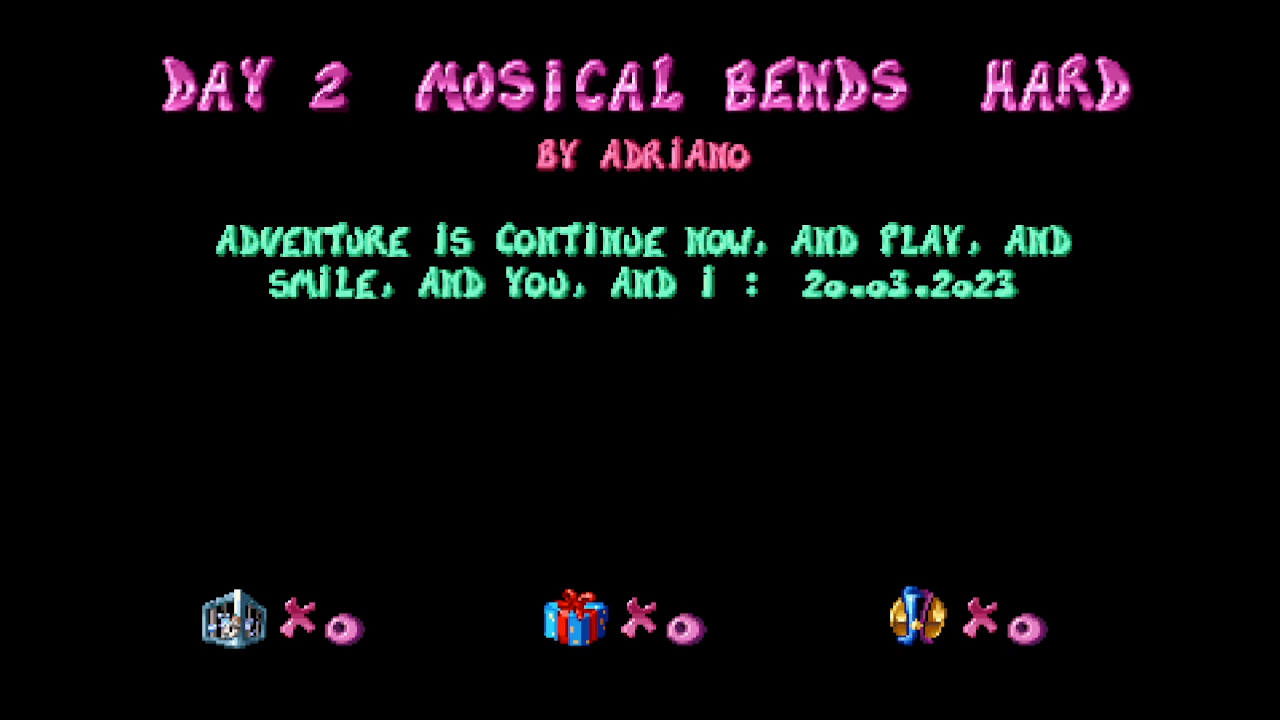 DAY 2 MUSICAL BENDS HARD
BY ADRIANO
ADVENTURE IS CONTINUE NOW, AND PLAY, AND
SMILE, AND YOU, AND I : 20.03.2023
x0 x0 x0